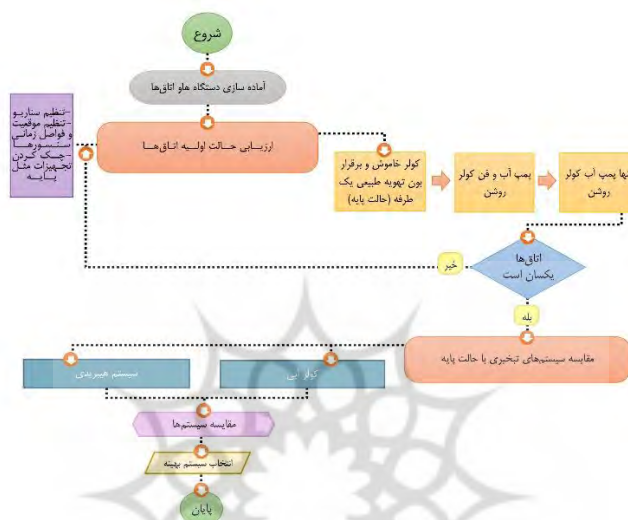 شروع
آماده سازی دستگاه هاو اتاق‌ها
ارزیابی حالت اولیه اتاق‌ها
-تنظیم سناریو
-تنظیم موقعیت
و فواصل زمانی
سنسورها
-چک کردن
تجهیزات مثل
پایه
کولر خاموش و برقرار
بون تهویه طبیعی یک
طرفه (حالت پایه)
پمپ آب و فن کولر
روشن
تنها پمپ آب کولر
روشن
اتاق‌ها
یکسان است
خیر
بله
مقایسه سیستم‌های تبخیری با حالت پایه
کولر آبی
سیستم هیبریدی
مقایسه سیستم‌ها
انتخاب سیستم بهینه
پایان